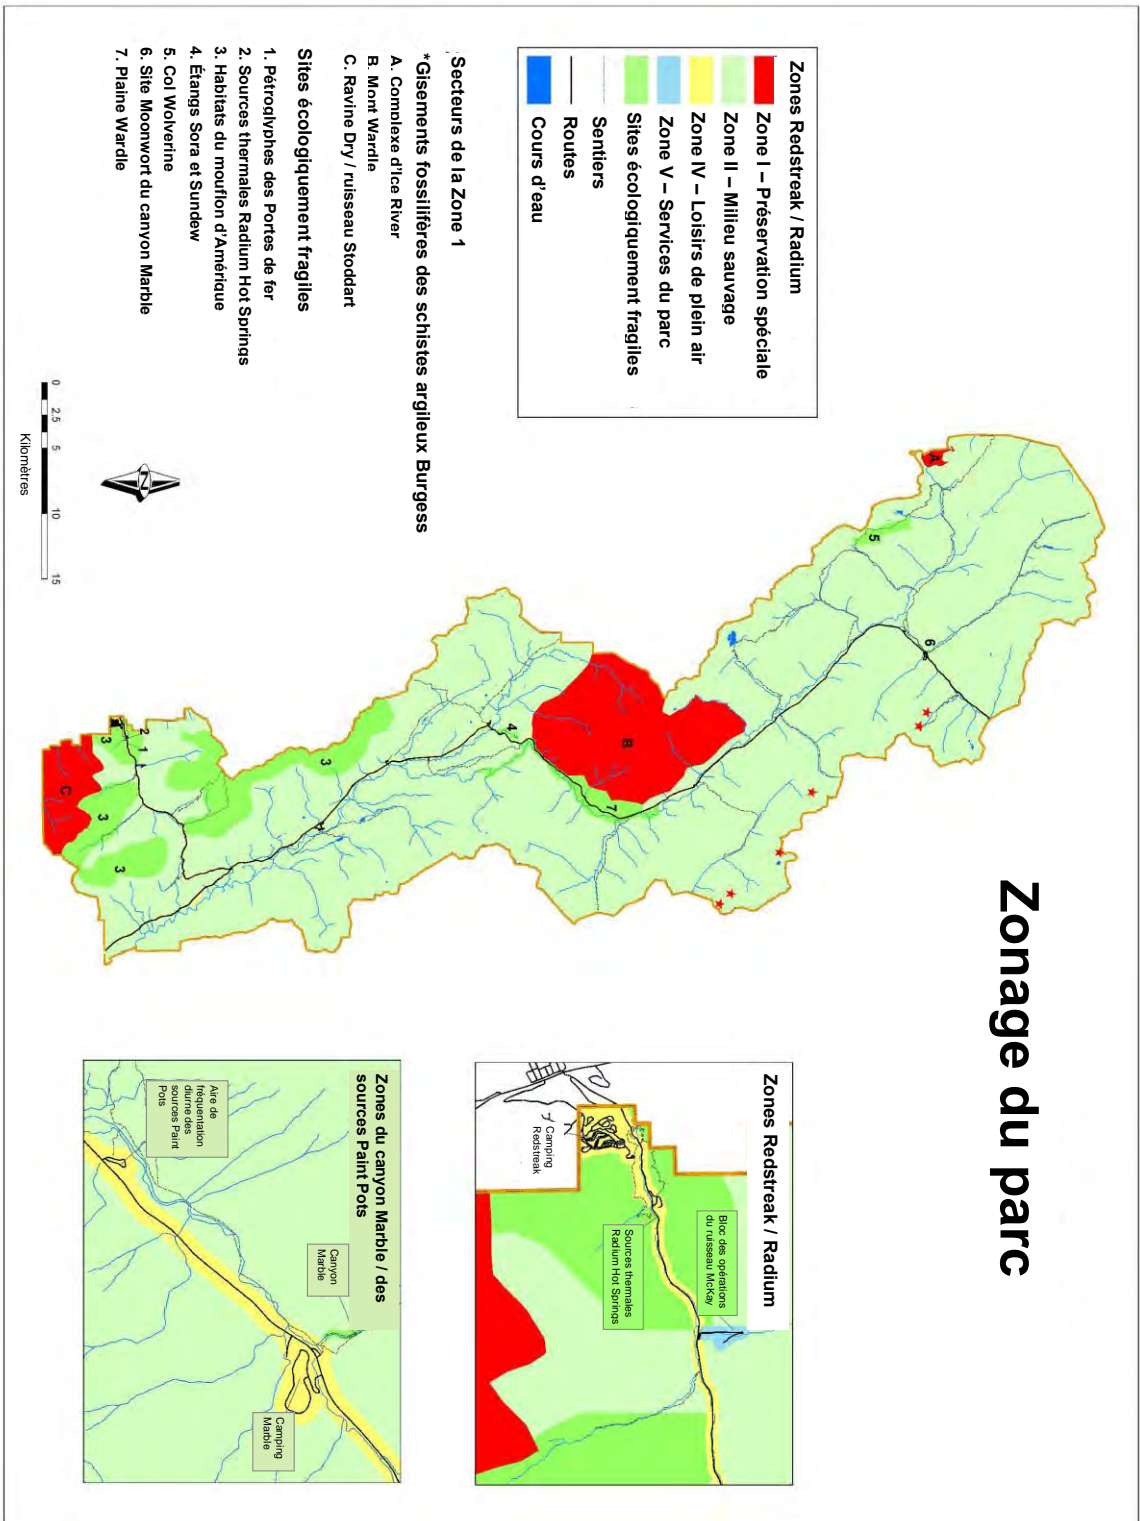 Zonage du parc
Zones Redstreak / Radium
Zone I – Préservation spéciale
Zone II – Milieu sauvage
Zone IV – Loisirs de plein air
Zone V – Services du parc
Sites écologiquement fragiles
Sentiers
Routes
Cours d'eau
Secteurs de la Zone 1
*Gisements fossilifères des schistes argileux Burgess
A. Complexe d'Ice River
B. Mont Wardle
C. Ravine Dry / ruisseau Stoddart
Sites écologiquement fragiles
1. Pétroglyphes des Portes de fer
2. Sources thermales Radium Hot Springs
3. Habitats du mouflon d'Amérique
4. Étangs Sora et Sundew
5. Col Wolverine
6. Site Moonwort du canyon Marble
7. Plaine Wardle
0 2.5 5 10 15
Kilomètres
N
A
5
6
B
7
4
3
2
1
3
3
C
3
Zones Redstreak / Radium
Bloc des opérations
du ruisseau McKay
Sources thermales
Radium Hot Springs
Camping
Redstreak
Zones du canyon Marble / des
sources Paint Pots
Canyon
Marble
Aire de
fréquentation
diurne des
sources Paint
Pots
Camping
Marble